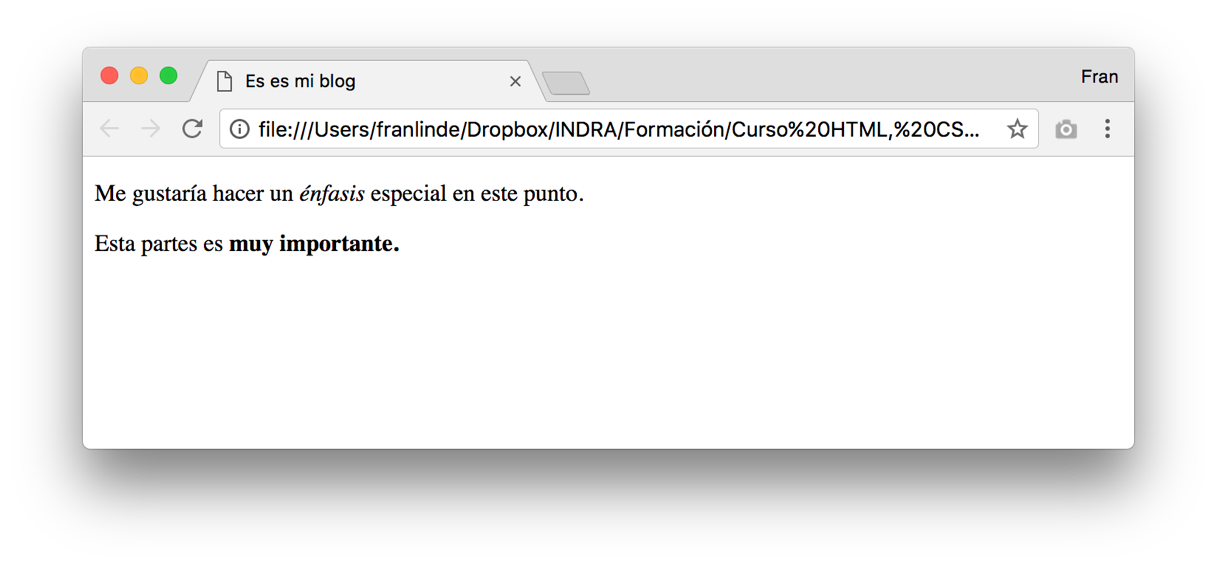 Es es mi blog
Fran
file:///Users/franlinde/Dropbox/INDRA/Formación/Curso%20HTML,%20CS...
Me gustaría hacer un énfasis especial en este punto.
Esta partes es muy importante.